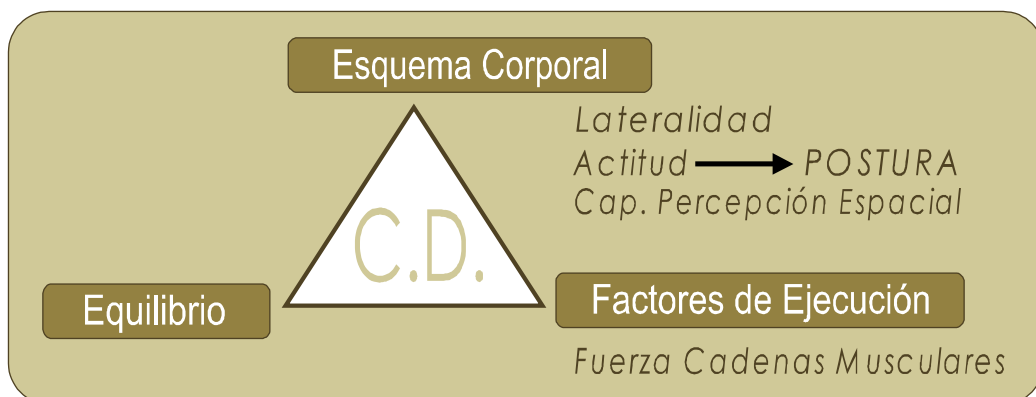 Esquema Corporal
Lateralidad
Actitud POSTURA
Cap. Percepción Espacial
C.D.
Equilibrio
Factores de Ejecución
Fuerza Cadenas Musculares